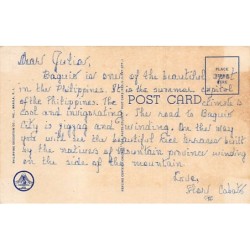 Dear Julia,
Baguio is one of the beautiful
in the Philippines. It is the summer capitol
of the Philippines. The climate is
cool and invigorating. The road to Baguio
City is zigzag and winding. On the way
you will see the beautiful rice terraces built
by the natives of mountain province winding
on the side of the mountain.
Love,
Flor
POST CARD
PLACE
STAMP
HERE